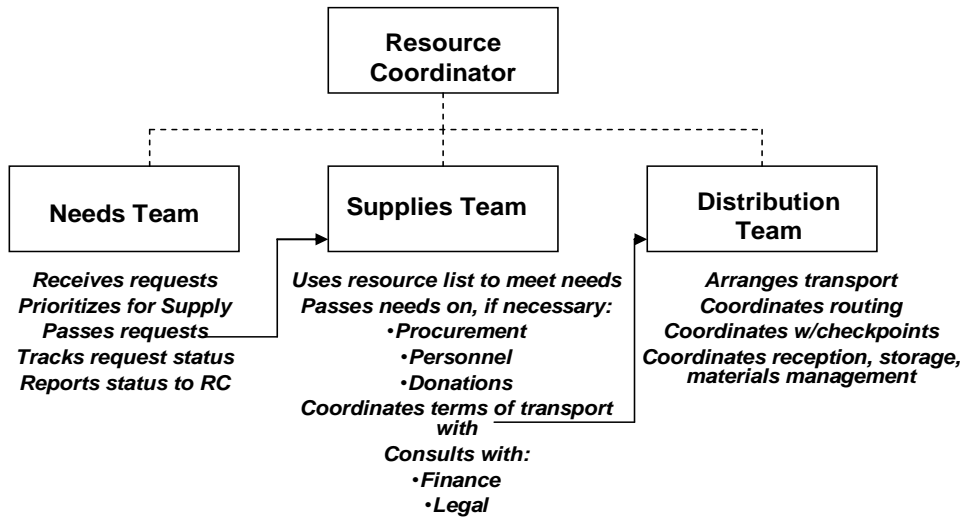 Resource
Coordinator
Needs Team
Receives requests
Prioritizes for Supply
Passes requests
Tracks request status
Reports status to RC
Supplies Team
Uses resource list to meet needs
Passes needs on, if necessary:
•Procurement
•Personnel
•Donations
Coordinates terms of transport
with
Consults with:
•Finance
•Legal
Distribution
Team
Arranges transport
Coordinates routing
Coordinates w/checkpoints
Coordinates reception, storage,
materials management